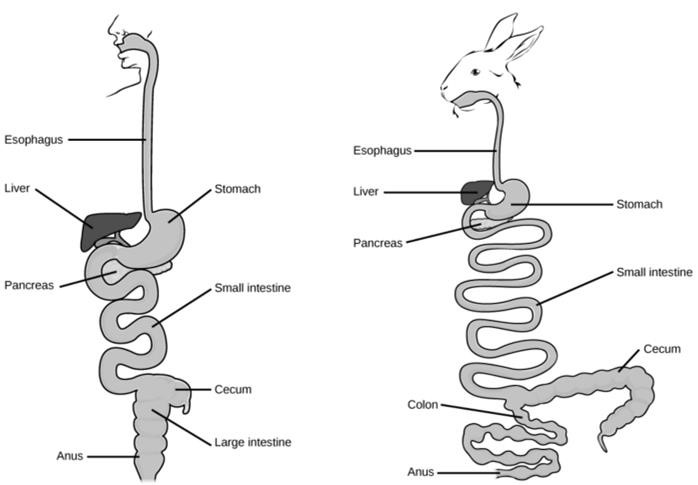 Esophagus
Liver
Stomach
Pancreas
Small intestine
Cecum
Large intestine
Anus
Esophagus
Liver
Stomach
Pancreas
Small intestine
Cecum
Colon
Anus